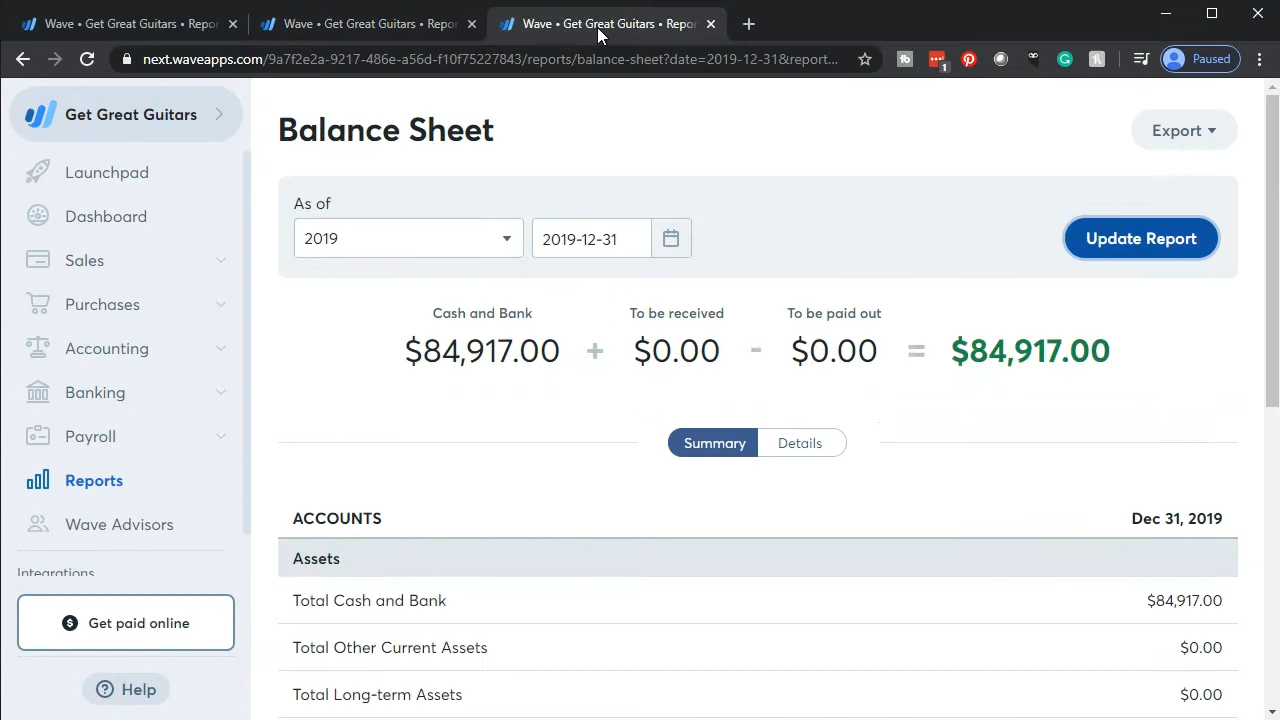 Wave • Get Great Guitars • Repor
Wave • Get Great Guitars • Repor
Wave • Get Great Guitars • Repor
next.waveapps.com/9a7f2e2a-9217-486e-a56d-f10f75227843/reports/balance-sheet?date=2019-12-31&report...
1
Paused
Get Great Guitars
Launchpad
Dashboard
Sales
Purchases
Accounting
Banking
Payroll
Reports
Wave Advisors
Integrations
Get paid online
Help
Balance Sheet
Export
As of
2019
2019-12-31
Update Report
Cash and Bank
To be received
To be paid out
$84,917.00 + $0.00 - $0.00 = $84,917.00
Summary
Details
ACCOUNTS Dec 31, 2019
Assets
Total Cash and Bank $84,917.00
Total Other Current Assets $0.00
Total Long-term Assets $0.00